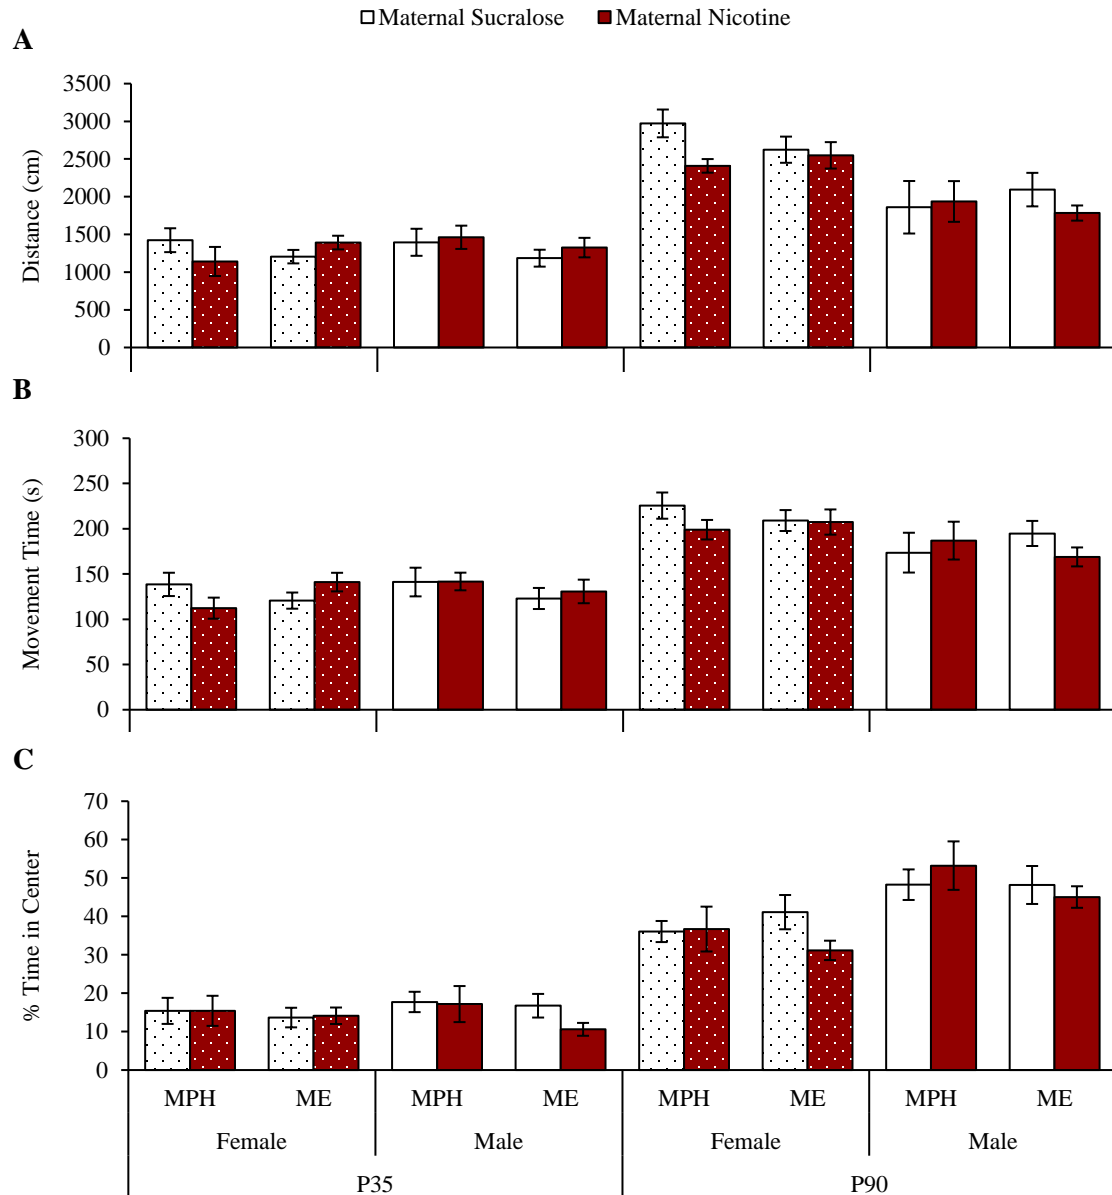 Maternal Sucralose Maternal Nicotine
A
Distance (cm)
3500
3000
2500
2000
1500
1000
500
0
B
Movement Time (s)
300
250
200
150
100
50
0
C
% Time in Center
70
60
50
40
30
20
10
0
MPH ME MPH ME MPH ME MPH ME
Female Male Female Male
P35 P90